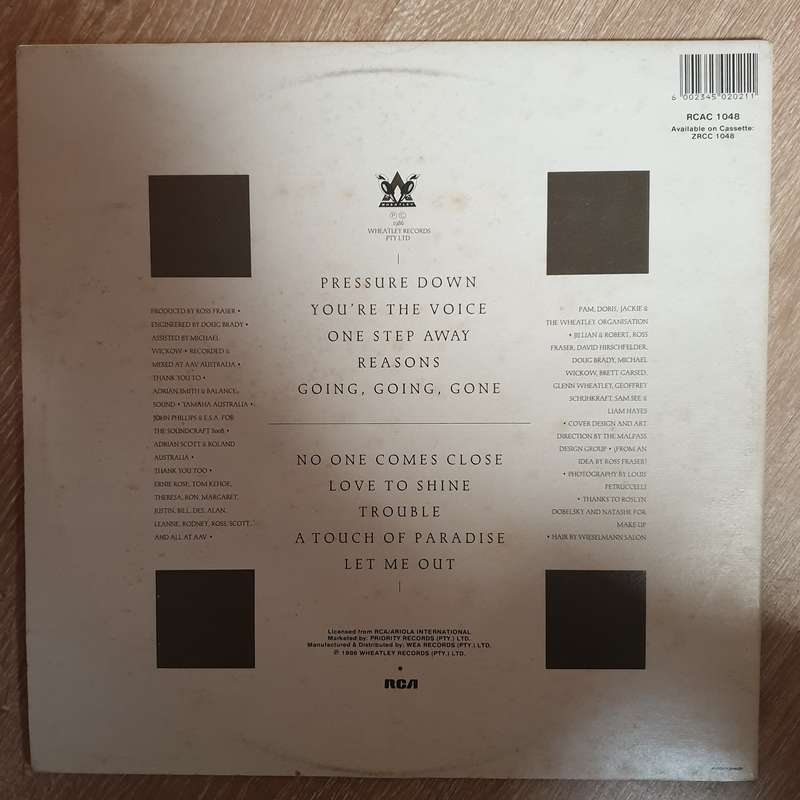 6 002345 020211
RCAC 1048
Available on Cassette:
ZRCC 1048
WHEATLEY
Ⓟ Ⓒ
1986
WHEATLEY RECORDS
PTY LTD
PRESSURE DOWN
YOU'RE THE VOICE
ONE STEP AWAY
REASONS
GOING, GOING, GONE
NO ONE COMES CLOSE
LOVE TO SHINE
TROUBLE
A TOUCH OF PARADISE
LET ME OUT
PRODUCED BY ROSS FRASER •
ENGINEERED BY DOUG BRADY •
ASSISTED BY MICHAEL
WICKOW • RECORDED &
MIXED AT AAV AUSTRALIA •
THANK YOU TO •
ADRIAN SMITH & BALANCE,
SOUND • YAMAHA AUSTRALIA •
JOHN PHILLIPS & E.S.A. FOR
THE SOUNDCRAFT
ADRIAN SCOTT & ROLAND
AUSTRALIA •
THANK YOU TOO •
ERNIE ROSE, TOM KEHOE,
THERESA, RON, MARGARET,
JUSTIN, BILL, DES, ALAN,
LEANNE, RODNEY, ROSS, SCOTT,
AND ALL AT AAV •
PAM, DORIS, JACKIE &
THE WHEATLEY ORGANISATION
• JILLIAN & ROBERT, ROSS
FRASER, DAVID HIRSCHFELDER,
DOUG BRADY, MICHAEL
WICKOW, BRETT GARSED,
GLENN WHEATLEY, GEOFFREY
SCHUHKRAFT, SAM SEE &
LIAM HAYES
• COVER DESIGN AND ART
DIRECTION BY THE MALPASS
DESIGN GROUP • (FROM AN
IDEA BY ROSS FRASER)
• PHOTOGRAPHY BY LOUIS
PETRUCCELLI
• THANKS TO ROSLYN
DOBELSKY AND NATASHE FOR
MAKE UP
• HAIR BY WIESELMANN SALON
Licensed from RCA/ARIOLA INTERNATIONAL
Marketed by: PRIORITY RECORDS (PTY.) LTD.
Manufactured & Distributed by: WEA RECORDS (PTY.) LTD.
Ⓟ 1986 WHEATLEY RECORDS (PTY.) LTD.
RCA